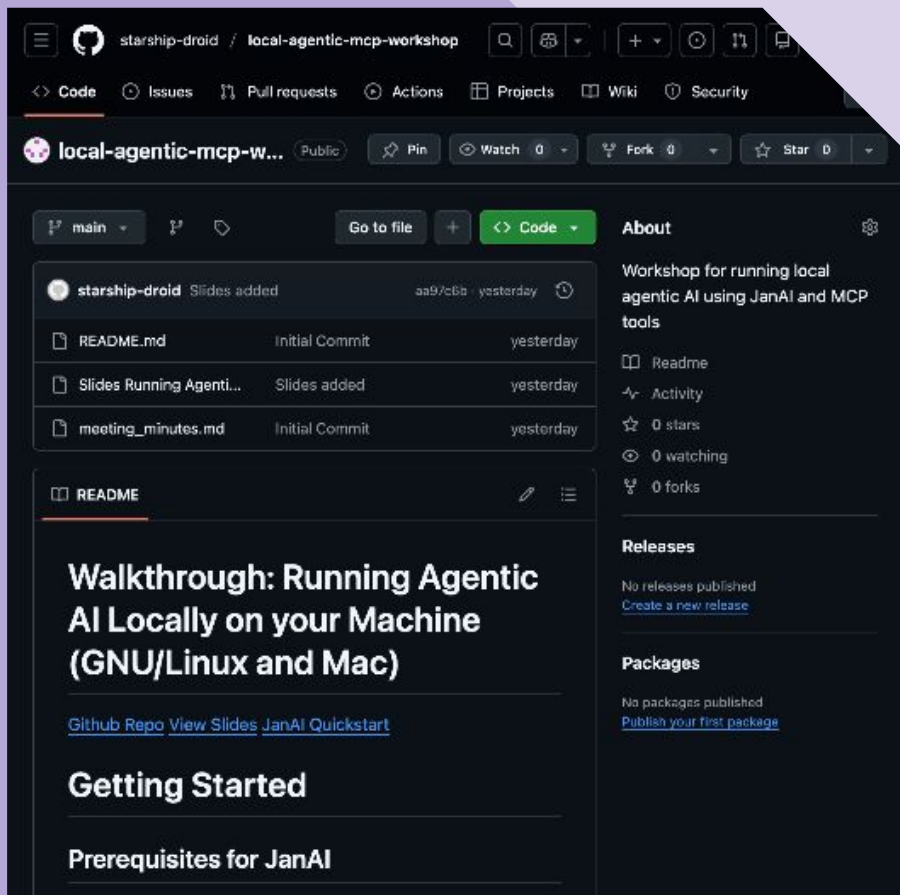 starship-droid / local-agentic-mcp-workshop
Code Issues Pull requests Actions Projects Wiki Security
local-agentic-mcp-w... Public Pin Watch 0 Fork 0 Star 0
main Go to file + Code
starship-droid Slides added aa97c6b · yesterday
README.md Initial Commit yesterday
Slides Running Agenti... Slides added yesterday
meeting_minutes.md Initial Commit yesterday
README
Walkthrough: Running Agentic
AI Locally on your Machine
(GNU/Linux and Mac)
Github Repo View Slides JanAI Quickstart
Getting Started
Prerequisites for JanAI
About
Workshop for running local
agentic AI using JanAI and MCP
tools
Readme
Activity
0 stars
0 watching
0 forks
Releases
No releases published
Create a new release
Packages
No packages published
Publish your first package